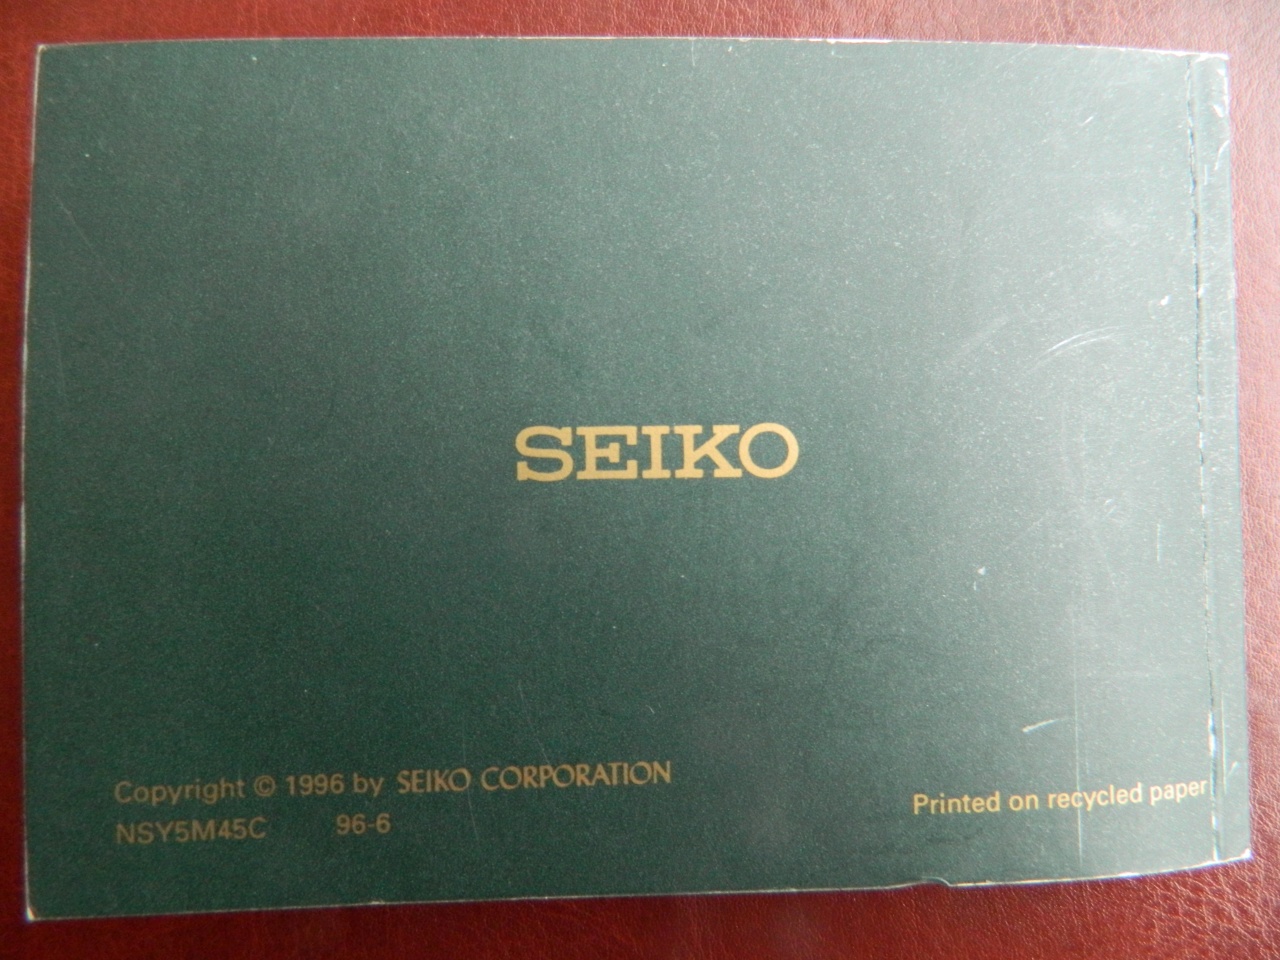 SEIKO
Copyright © 1996 by SEIKO CORPORATION
NSY5M45C 96-6
Printed on recycled paper